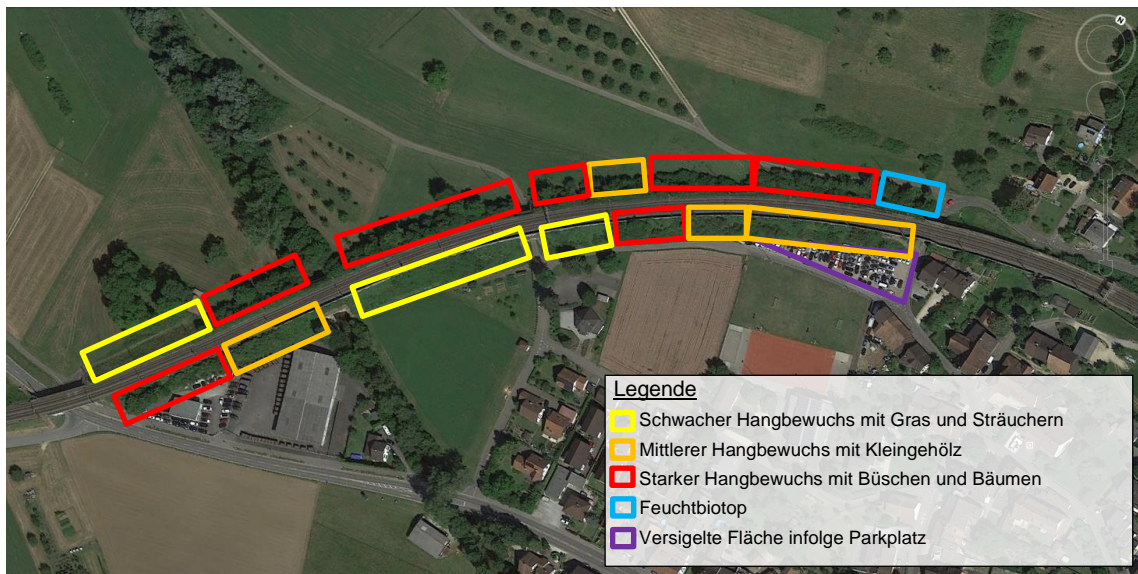 N
Legende
Schwacher Hangbewuchs mit Gras und Sträuchern
Mittlerer Hangbewuchs mit Kleingehölz
Starker Hangbewuchs mit Büschen und Bäumen
Feuchtbiotop
Versigelte Fläche infolge Parkplatz